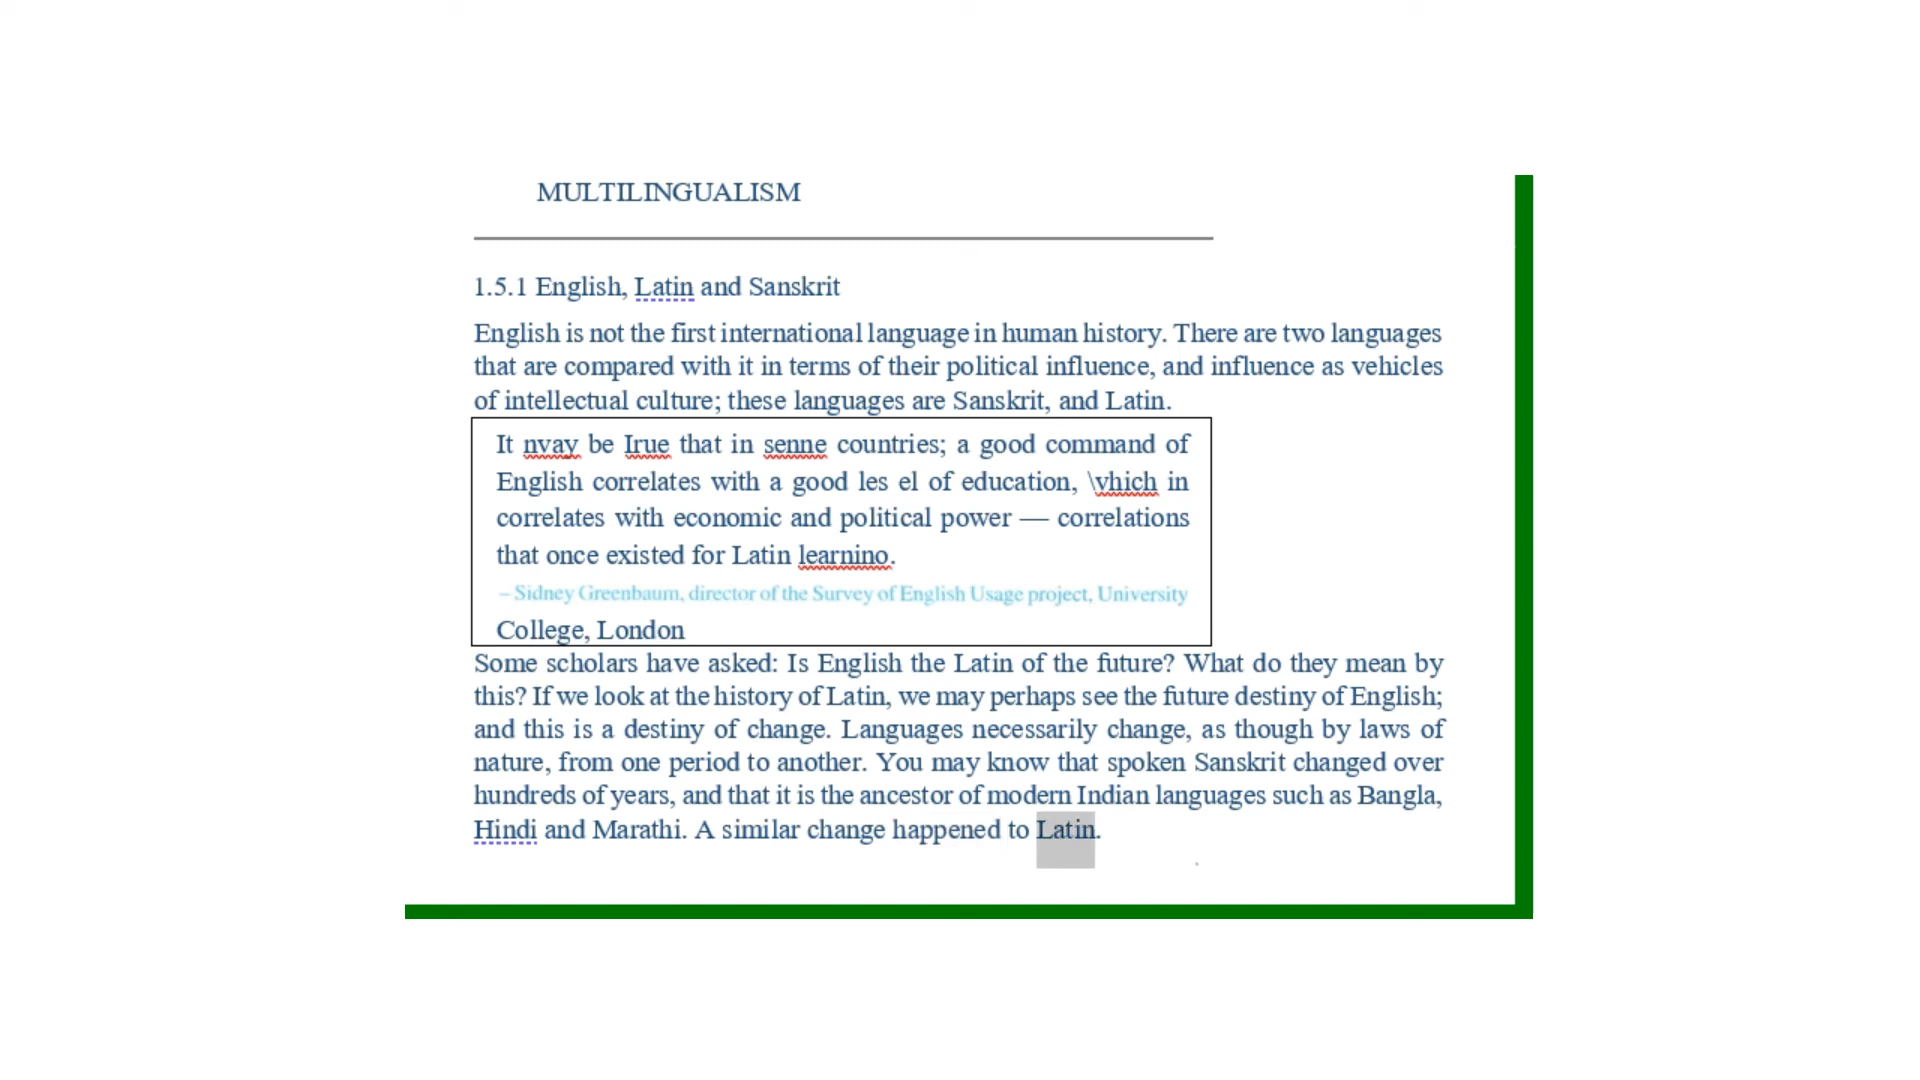 MULTILINGUALISM
1.5.1 English, Latin and Sanskrit
English is not the first international language in human history. There are two languages
that are compared with it in terms of their political influence, and influence as vehicles
of intellectual culture; these languages are Sanskrit, and Latin.
It nvay be Irue that in senne countries; a good command of
English correlates with a good les el of education, \vhich in
correlates with economic and political power — correlations
that once existed for Latin learnino.
– Sidney Greenbaum, director of the Survey of English Usage project, University
College, London
Some scholars have asked: Is English the Latin of the future? What do they mean by
this? If we look at the history of Latin, we may perhaps see the future destiny of English;
and this is a destiny of change. Languages necessarily change, as though by laws of
nature, from one period to another. You may know that spoken Sanskrit changed over
hundreds of years, and that it is the ancestor of modern Indian languages such as Bangla,
Hindi and Marathi. A similar change happened to Latin.